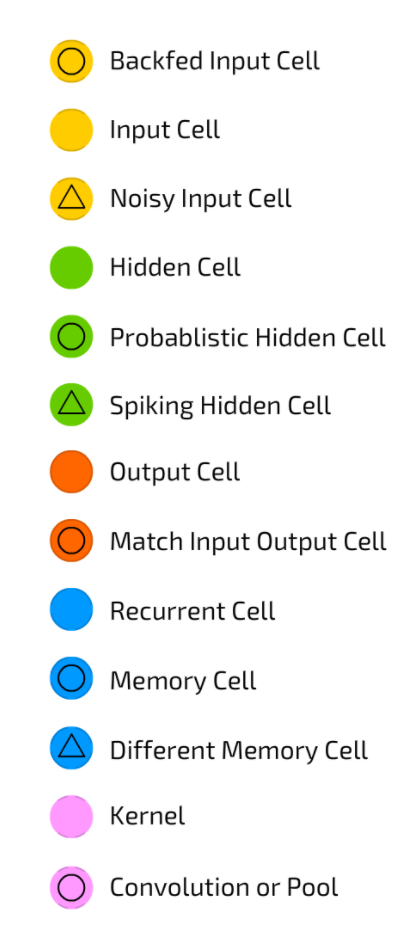 Backfed Input Cell
Input Cell
Noisy Input Cell
Hidden Cell
Probablistic Hidden Cell
Spiking Hidden Cell
Output Cell
Match Input Output Cell
Recurrent Cell
Memory Cell
Different Memory Cell
Kernel
Convolution or Pool